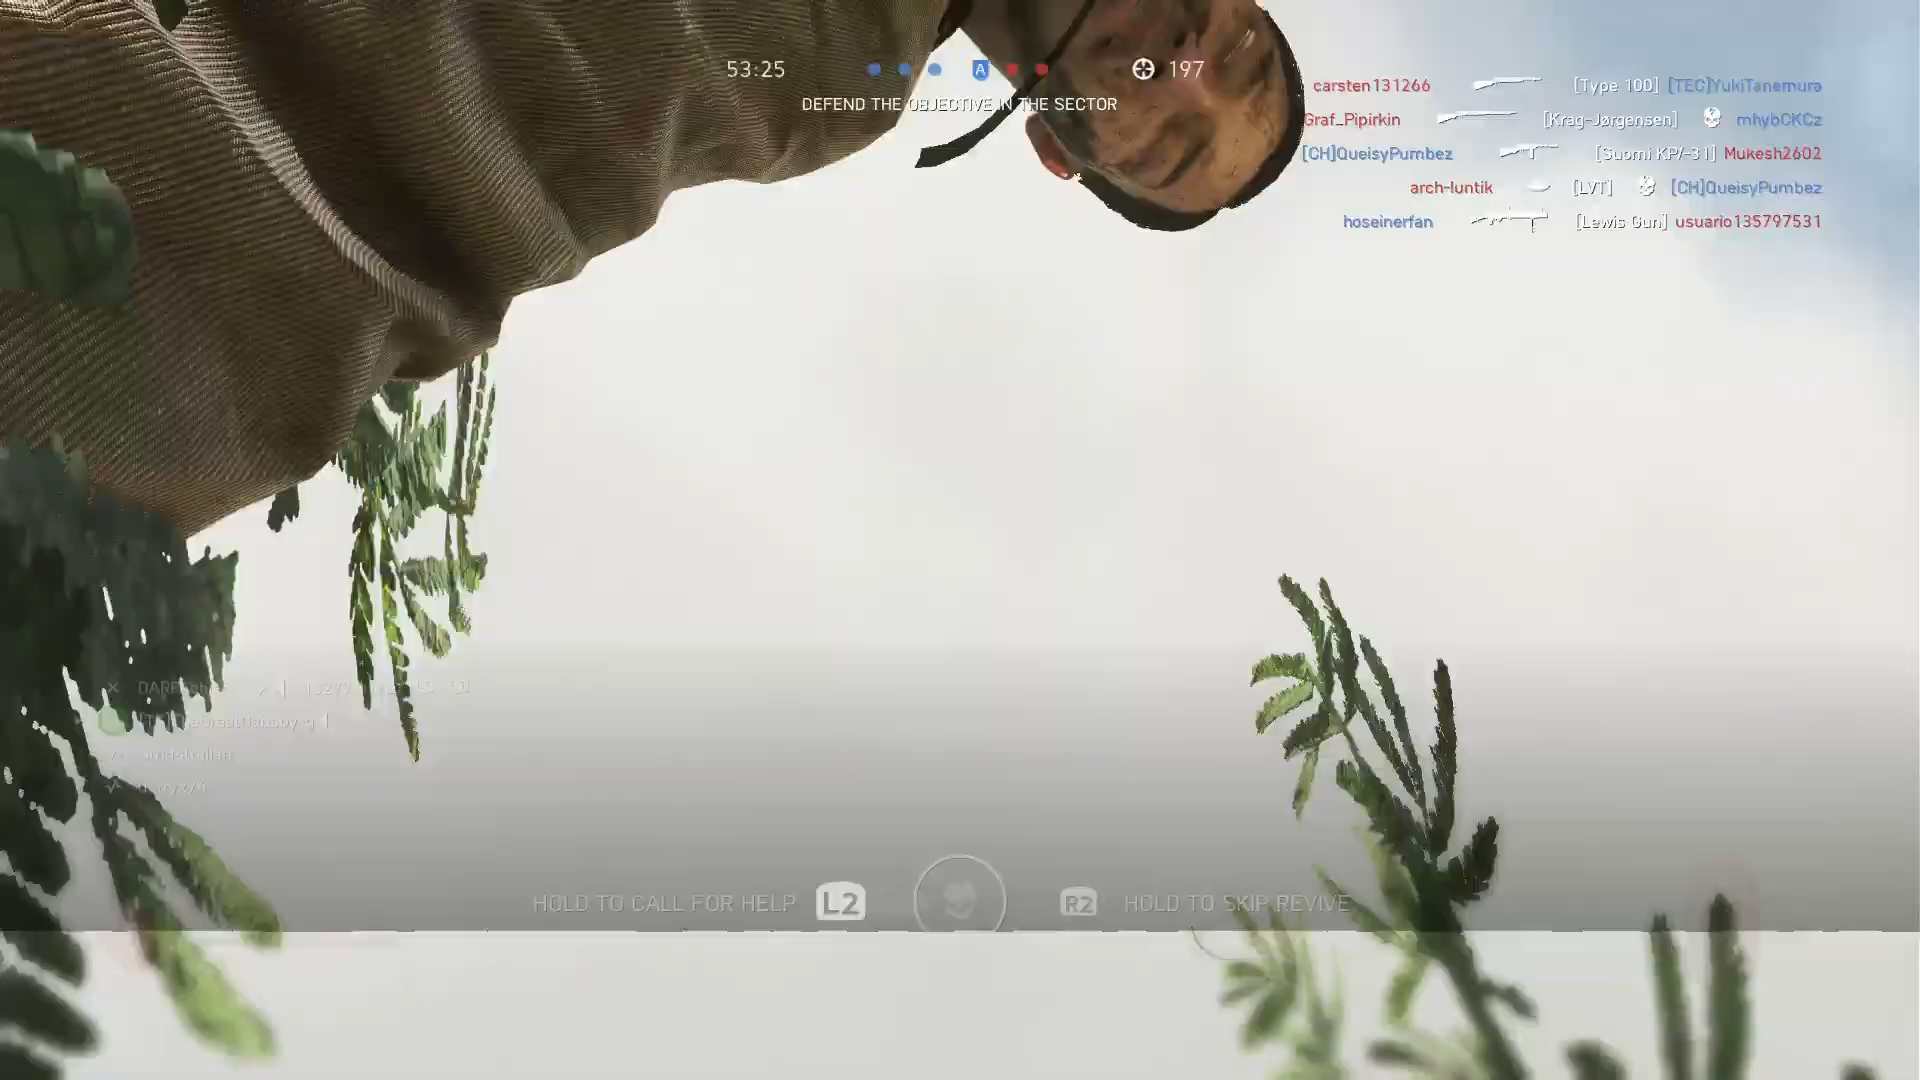 53:25 A 197
DEFEND THE OBJECTIVE IN THE SECTOR
carsten131266 [Type 100] [TEC]YukiTanemura
Graf_Pipirkin [Krag-Jørgensen] mhybCKCz
[CH]QueisyPumbez [Suomi KP/-31] Mukesh2602
arch-luntik [LVT] [CH]QueisyPumbez
hoseinerfan [Lewis Gun] usuario135797531
HOLD TO CALL FOR HELP L2 R2 HOLD TO SKIP REVIVE